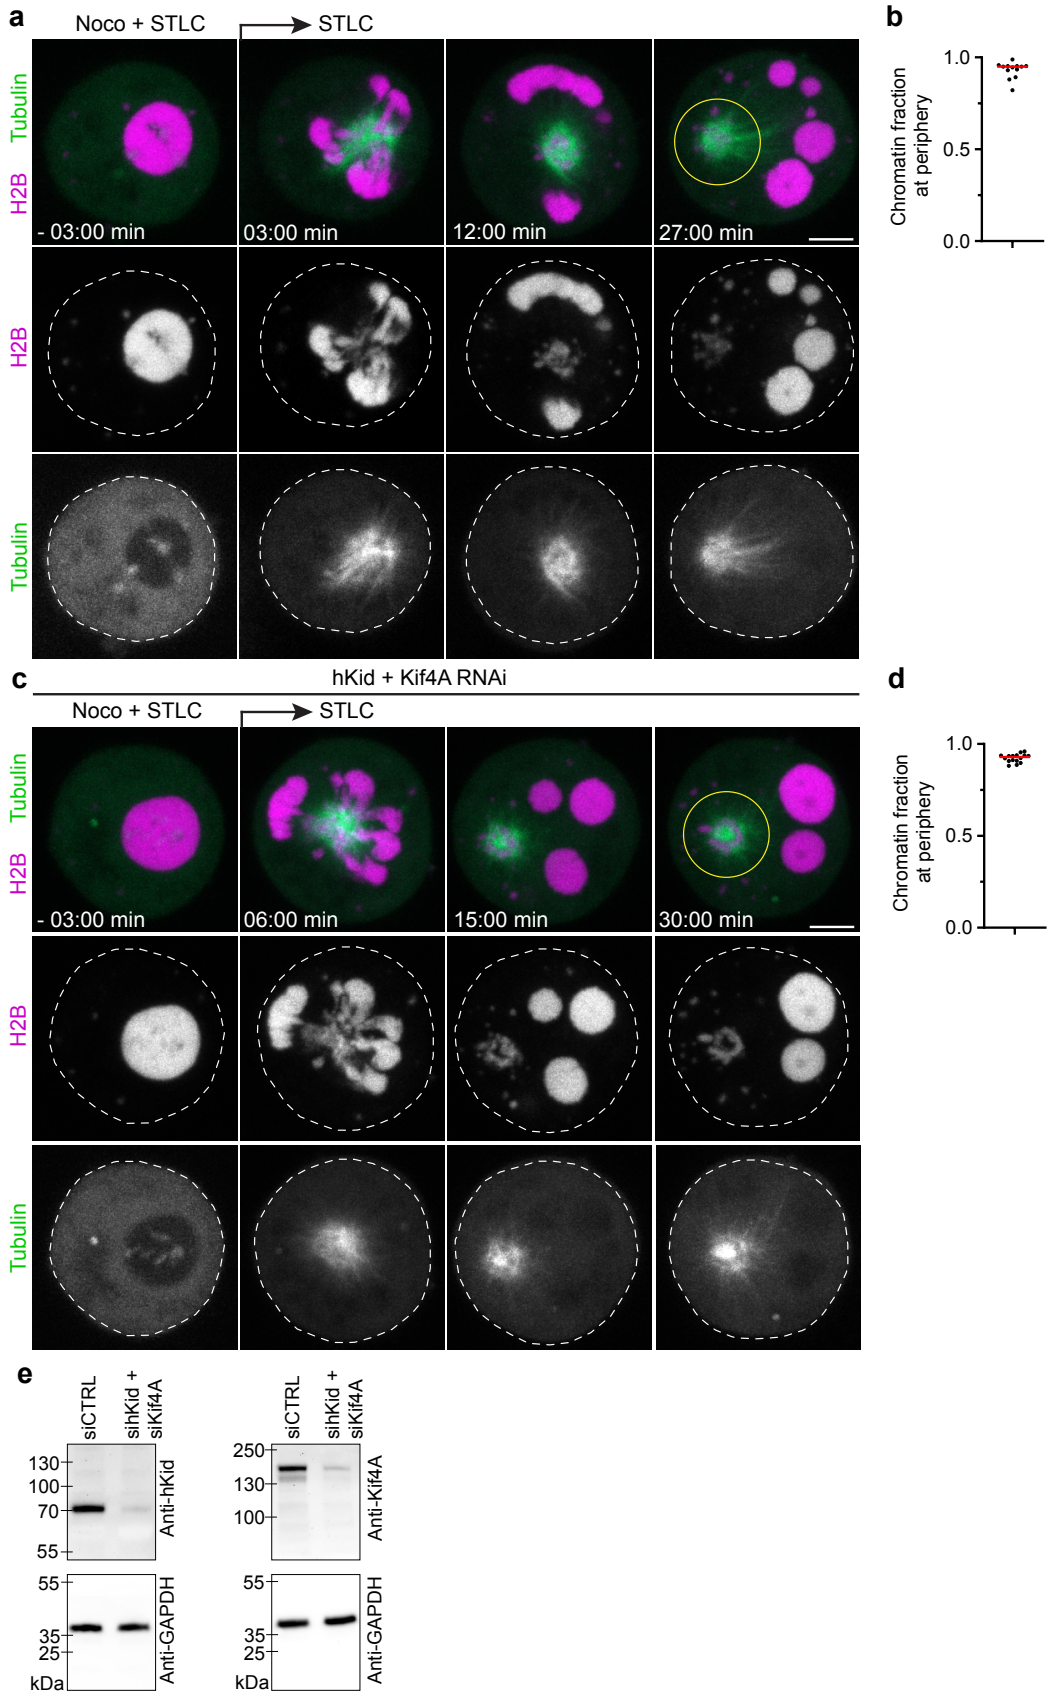 a
Noco + STLC
STLC
H2B Tubulin
- 03:00 min
03:00 min
12:00 min
27:00 min
H2B
Tubulin
b
Chromatin fraction
at periphery
1.0
0.5
0.0
c
hKid + Kif4A RNAi
Noco + STLC
STLC
H2B Tubulin
- 03:00 min
06:00 min
15:00 min
30:00 min
H2B
Tubulin
d
Chromatin fraction
at periphery
1.0
0.5
0.0
e
siCTRL
sihKid +
siKif4A
130
100
70
55
Anti-hKid
55
35
25
kDa
Anti-GAPDH
siCTRL
sihKid +
siKif4A
250
130
100
Anti-Kif4A
55
35
25
kDa
Anti-GAPDH